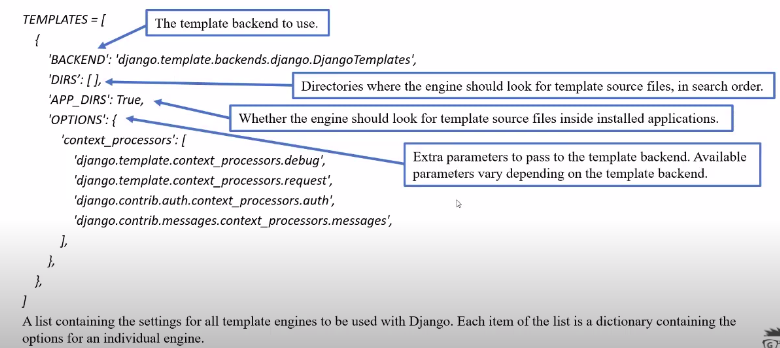 TEMPLATES = [
The template backend to use.
{
'BACKEND': 'django.template.backends.django.DjangoTemplates',
'DIRS': [ ],
Directories where the engine should look for template source files, in search order.
'APP_DIRS': True,
Whether the engine should look for template source files inside installed applications.
'OPTIONS': {
'context_processors': [
Extra parameters to pass to the template backend. Available
parameters vary depending on the template backend.
'django.template.context_processors.debug',
'django.template.context_processors.request',
'django.contrib.auth.context_processors.auth',
'django.contrib.messages.context_processors.messages',
],
},
},
]
A list containing the settings for all template engines to be used with Django. Each item of the list is a dictionary containing the
options for an individual engine.